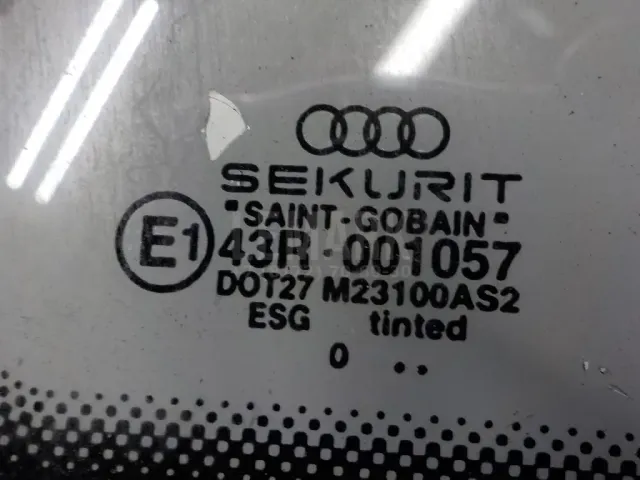 SEKURIT
"SAINT-GOBAIN"
E1 43R-001057
DOT27 M23100AS2
ESG tinted
0 ..